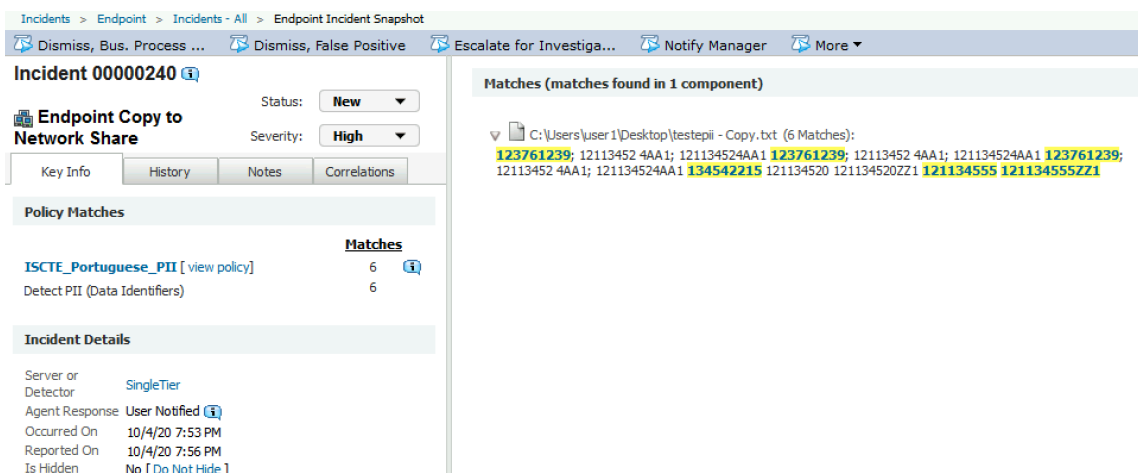 Incidents > Endpoint > Incidents - All > Endpoint Incident Snapshot
Dismiss, Bus. Process ... Dismiss, False Positive Escalate for Investiga... Notify Manager More ▼
Incident 00000240
Endpoint Copy to
Network Share
Status: New
Severity: High
Key Info History Notes Correlations
Policy Matches
Matches
ISCTE_Portuguese_PII [ view policy] 6
Detect PII (Data Identifiers) 6
Incident Details
Server or
Detector SingleTier
Agent Response User Notified
Occurred On 10/4/20 7:53 PM
Reported On 10/4/20 7:56 PM
Is Hidden No [ Do Not Hide ]
Matches (matches found in 1 component)
C:\Users\user1\Desktop\testepii - Copy.txt (6 Matches):
123761239; 12113452 4AA1; 121134524AA1 123761239; 12113452 4AA1; 121134524AA1 123761239;
12113452 4AA1; 121134524AA1 134542215 121134520 121134520ZZ1 121134555 121134555ZZ1